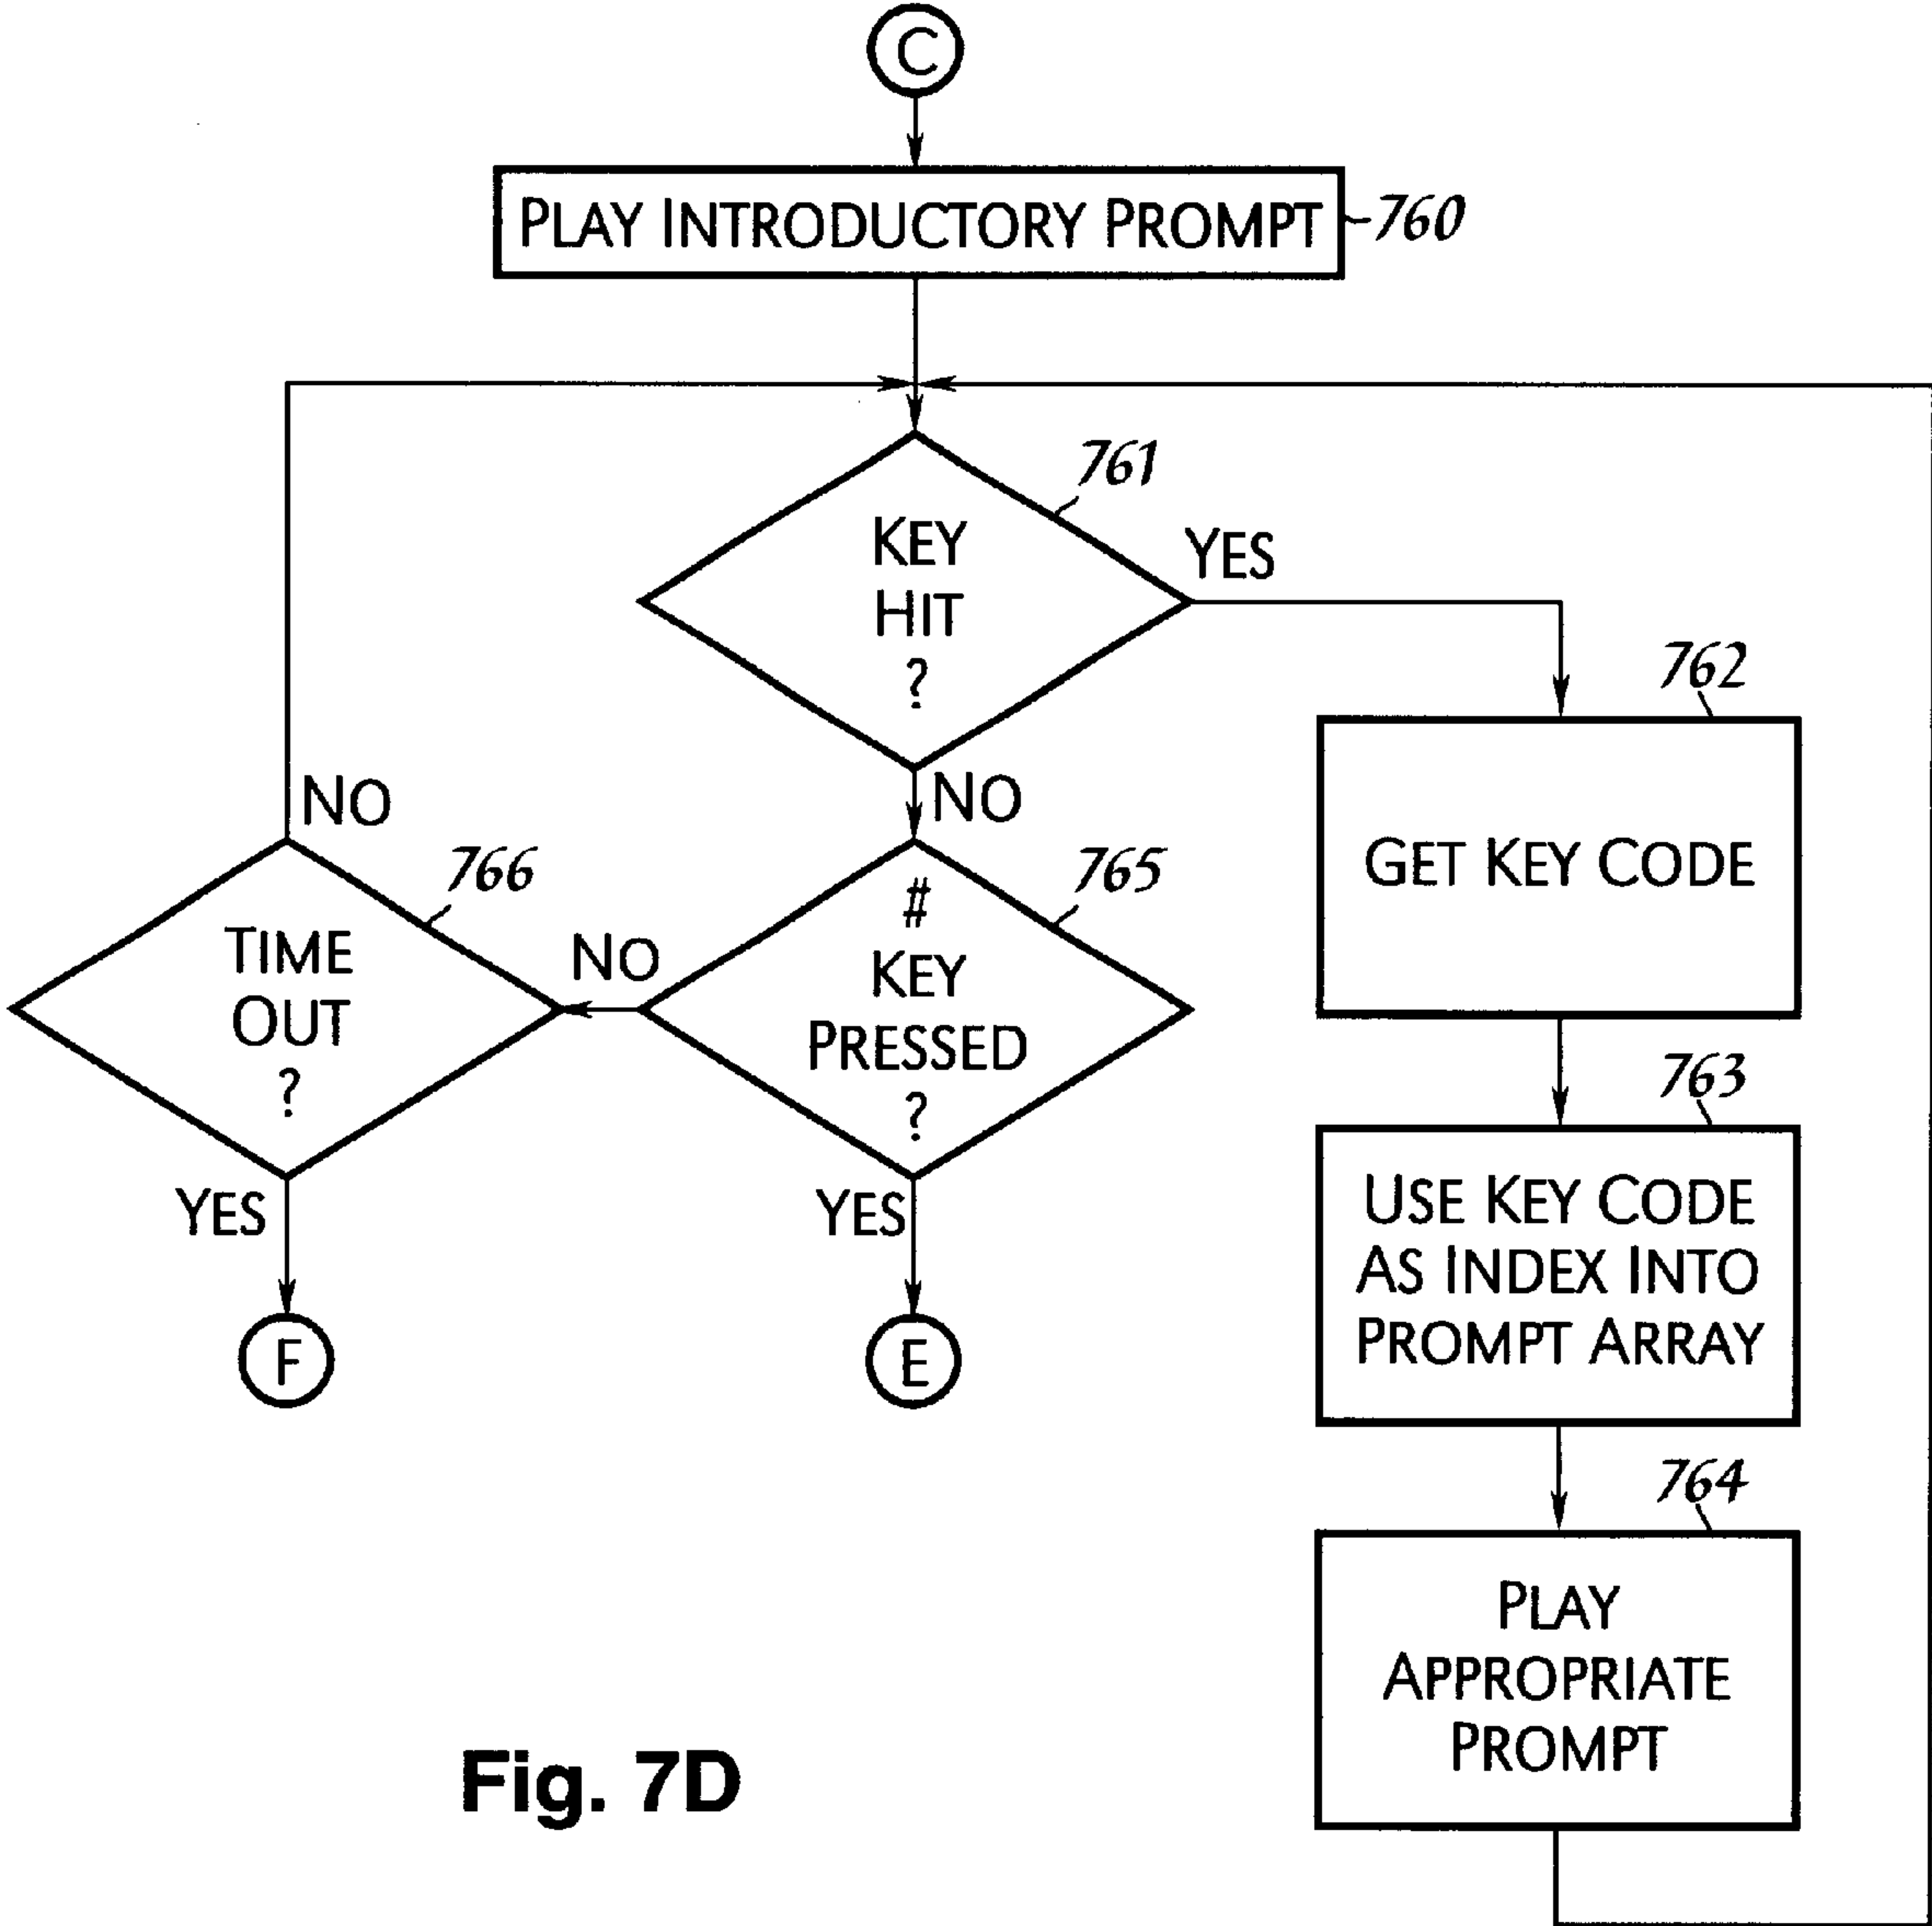 C
PLAY INTRODUCTORY PROMPT
760
761
KEY
HIT
?
YES
NO
762
GET KEY CODE
763
USE KEY CODE
AS INDEX INTO
PROMPT ARRAY
764
PLAY
APPROPRIATE
PROMPT
765
#
KEY
PRESSED
?
NO
YES
E
766
TIME
OUT
?
NO
YES
F
Fig. 7D